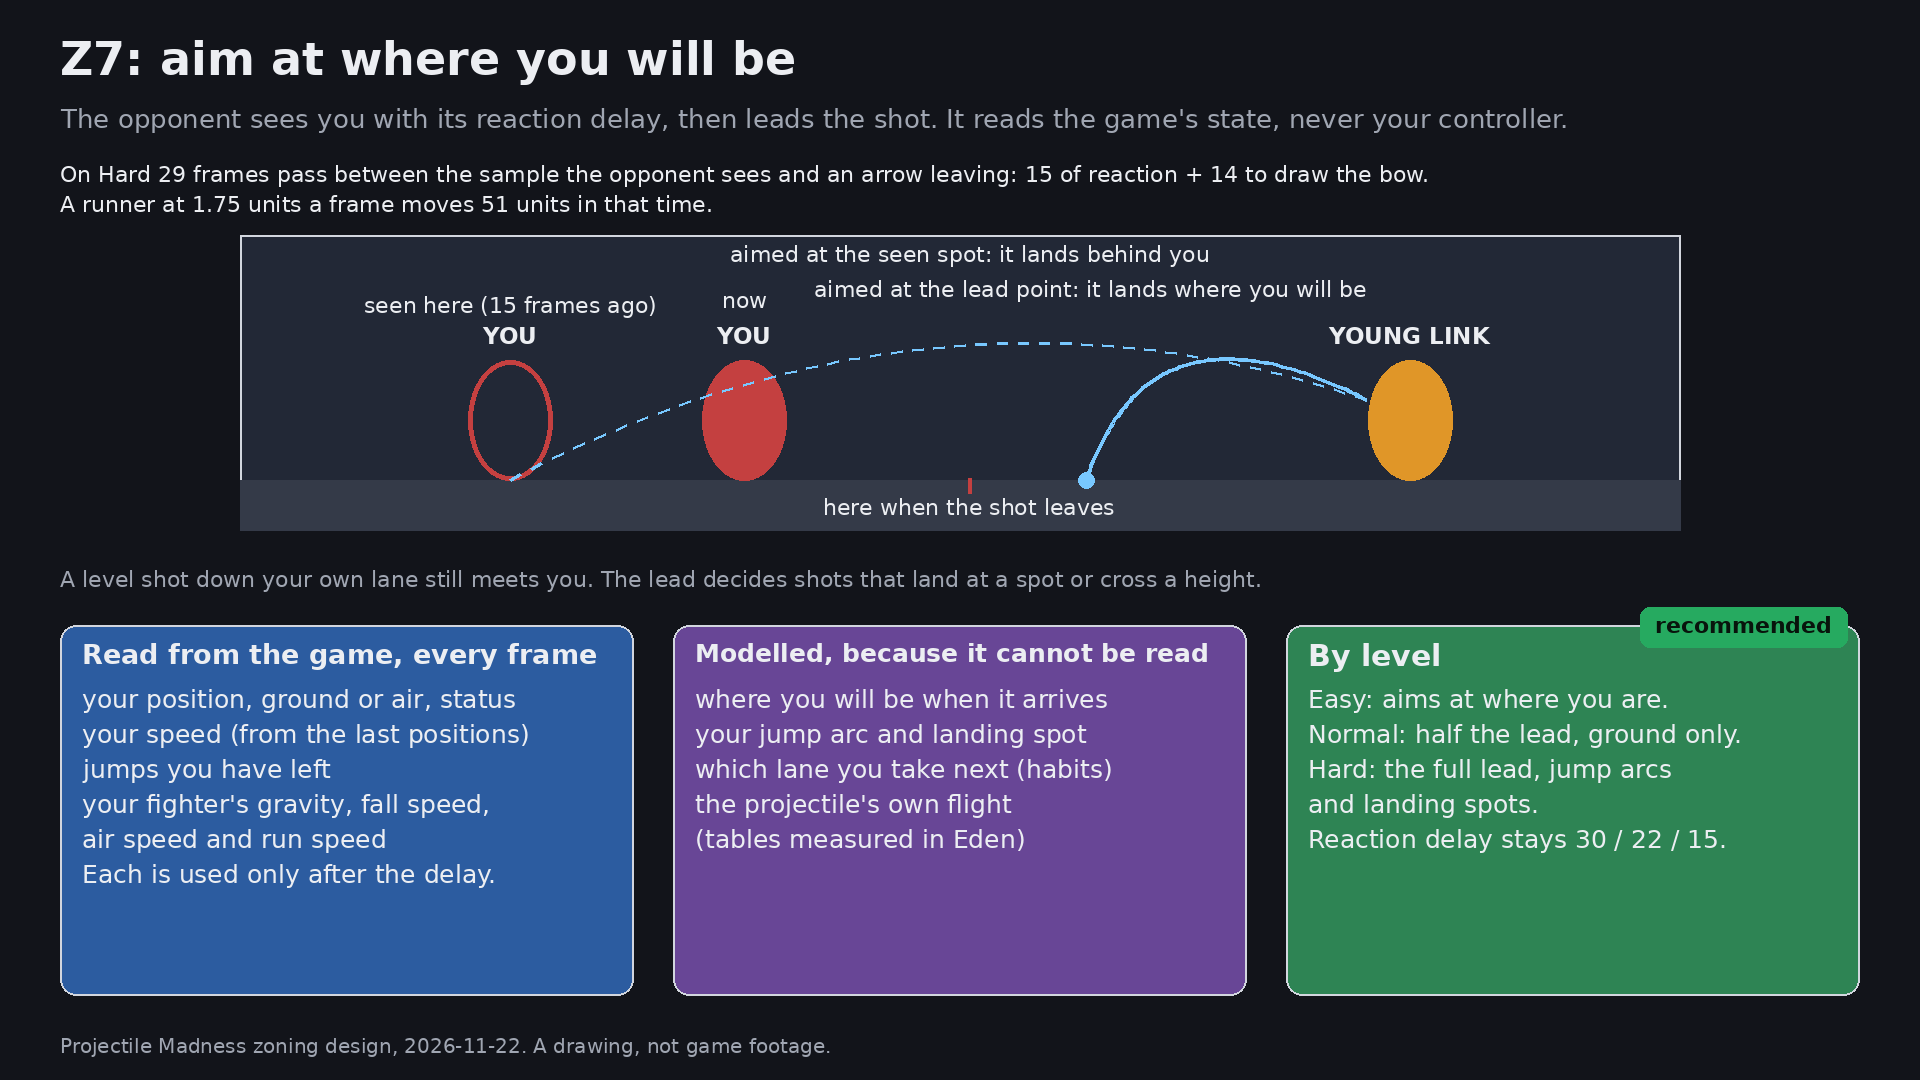 Z7: aim at where you will be
The opponent sees you with its reaction delay, then leads the shot. It reads the game's state, never your controller.
On Hard 29 frames pass between the sample the opponent sees and an arrow leaving: 15 of reaction + 14 to draw the bow.
A runner at 1.75 units a frame moves 51 units in that time.
aimed at the seen spot: it lands behind you
aimed at the lead point: it lands where you will be
seen here (15 frames ago)
now
YOU
YOU
YOUNG LINK
here when the shot leaves
A level shot down your own lane still meets you. The lead decides shots that land at a spot or cross a height.
Read from the game, every frame
your position, ground or air, status
your speed (from the last positions)
jumps you have left
your fighter's gravity, fall speed,
air speed and run speed
Each is used only after the delay.
Modelled, because it cannot be read
where you will be when it arrives
your jump arc and landing spot
which lane you take next (habits)
the projectile's own flight
(tables measured in Eden)
recommended
By level
Easy: aims at where you are.
Normal: half the lead, ground only.
Hard: the full lead, jump arcs
and landing spots.
Reaction delay stays 30 / 22 / 15.
Projectile Madness zoning design, 2026-11-22. A drawing, not game footage.